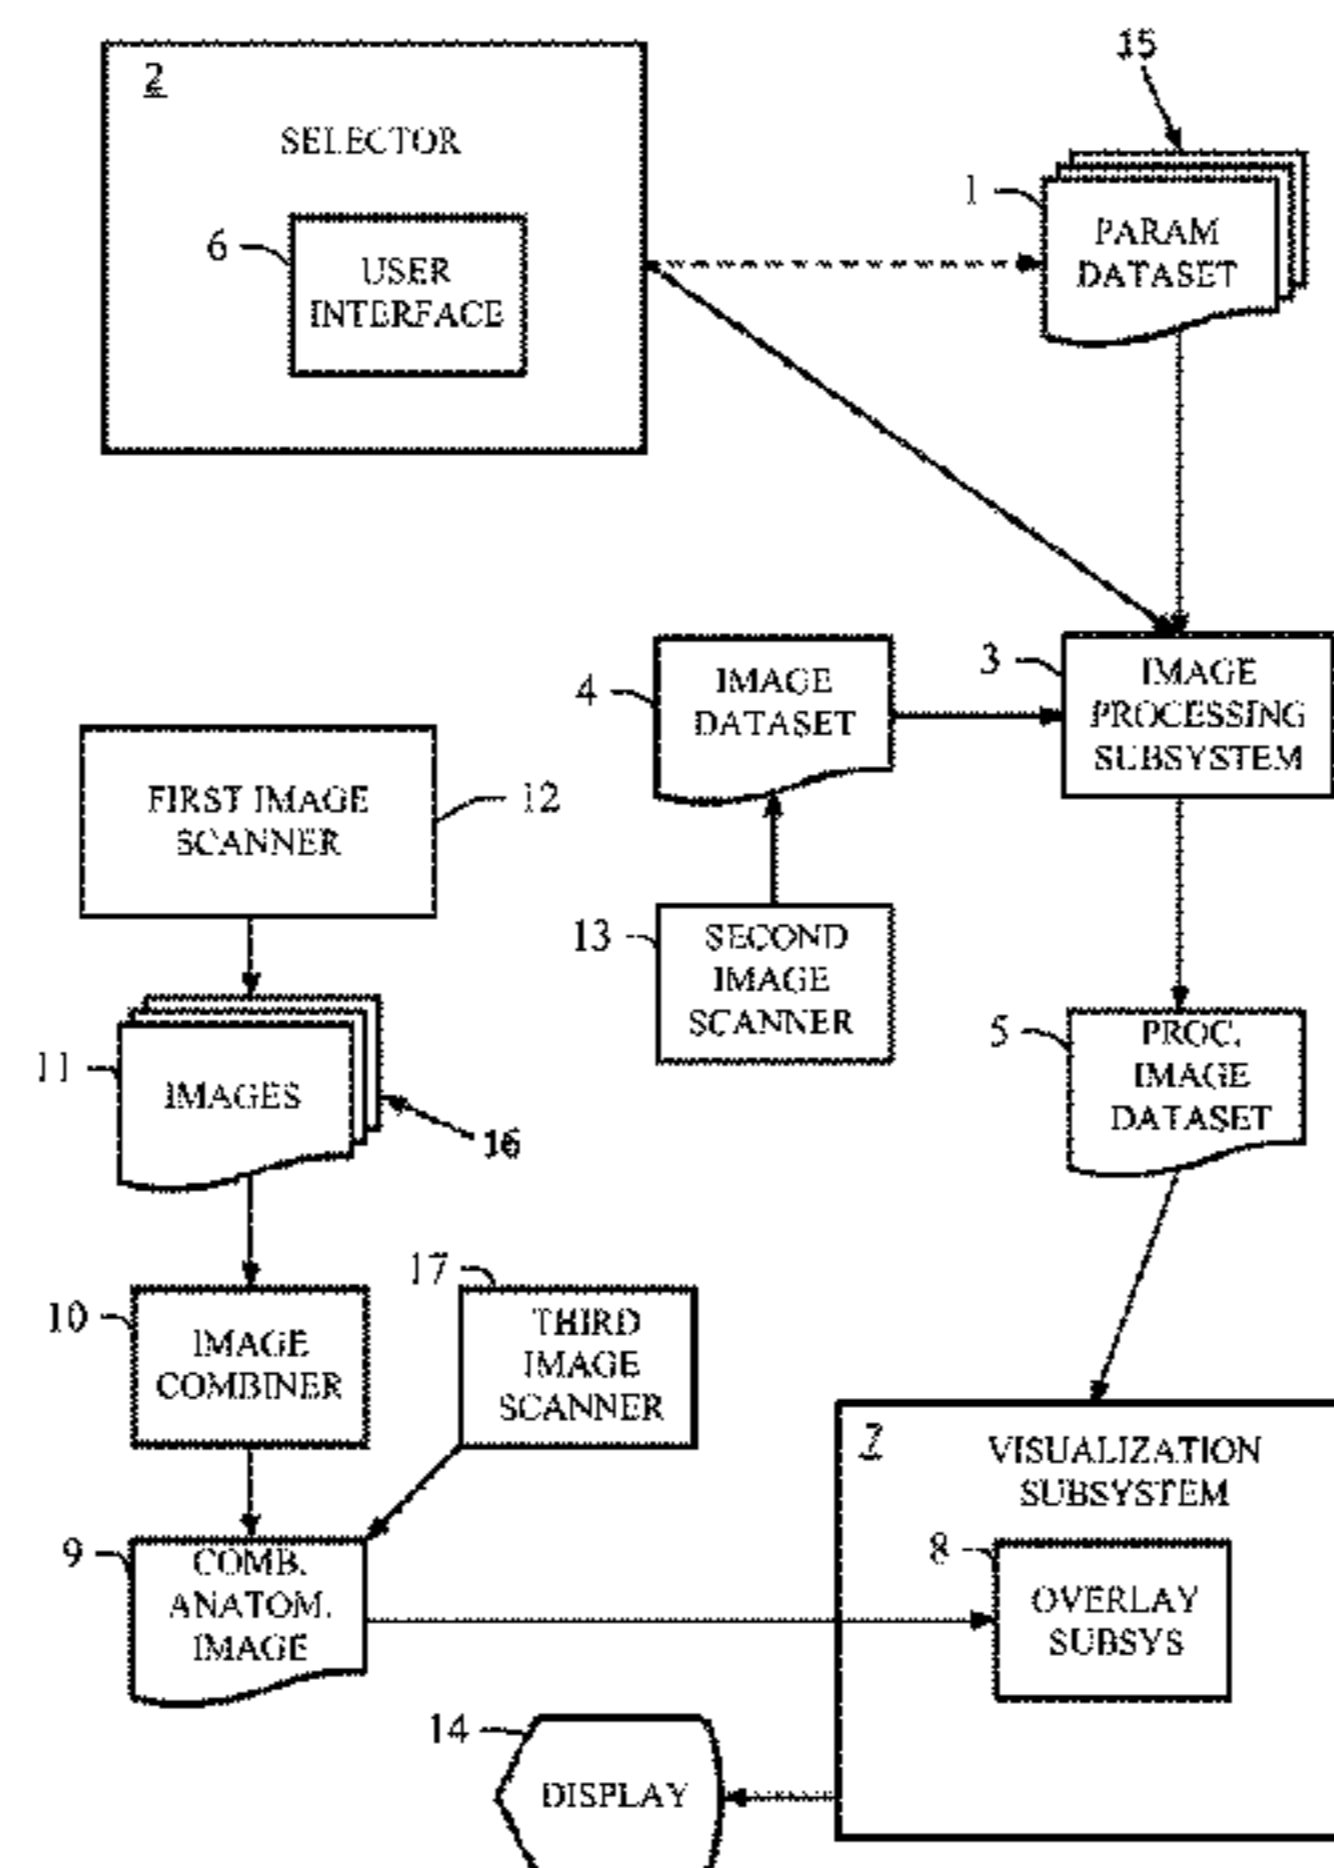 2
SELECTOR
6
USER
INTERFACE
15
1
PARAM
DATASET
3
IMAGE
PROCESSING
SUBSYSTEM
4
IMAGE
DATASET
FIRST IMAGE
SCANNER
12
13
SECOND
IMAGE
SCANNER
5
PROC.
IMAGE
DATASET
11
IMAGES
16
10
IMAGE
COMBINER
17
THIRD
IMAGE
SCANNER
7
VISUALIZATION
SUBSYSTEM
8
OVERLAY
SUBSYS
9
COMB.
ANATOM.
IMAGE
14
DISPLAY